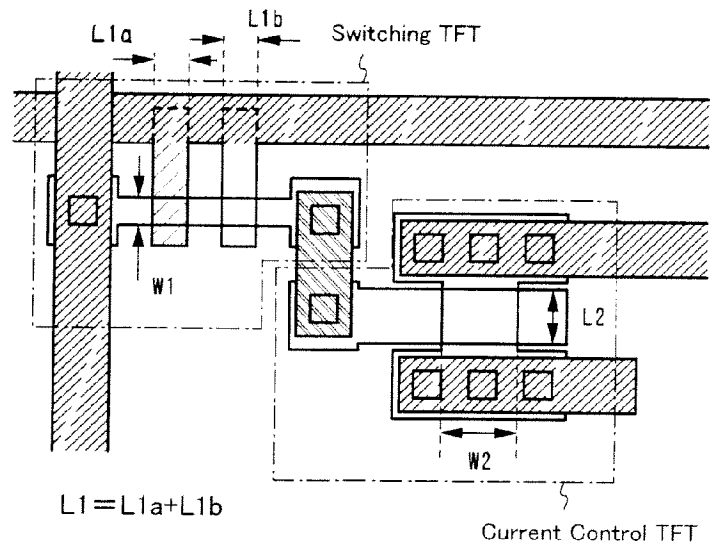 L1a
L1b
Switching TFT
W1
L2
W2
L1=L1a+L1b
Current Control TFT